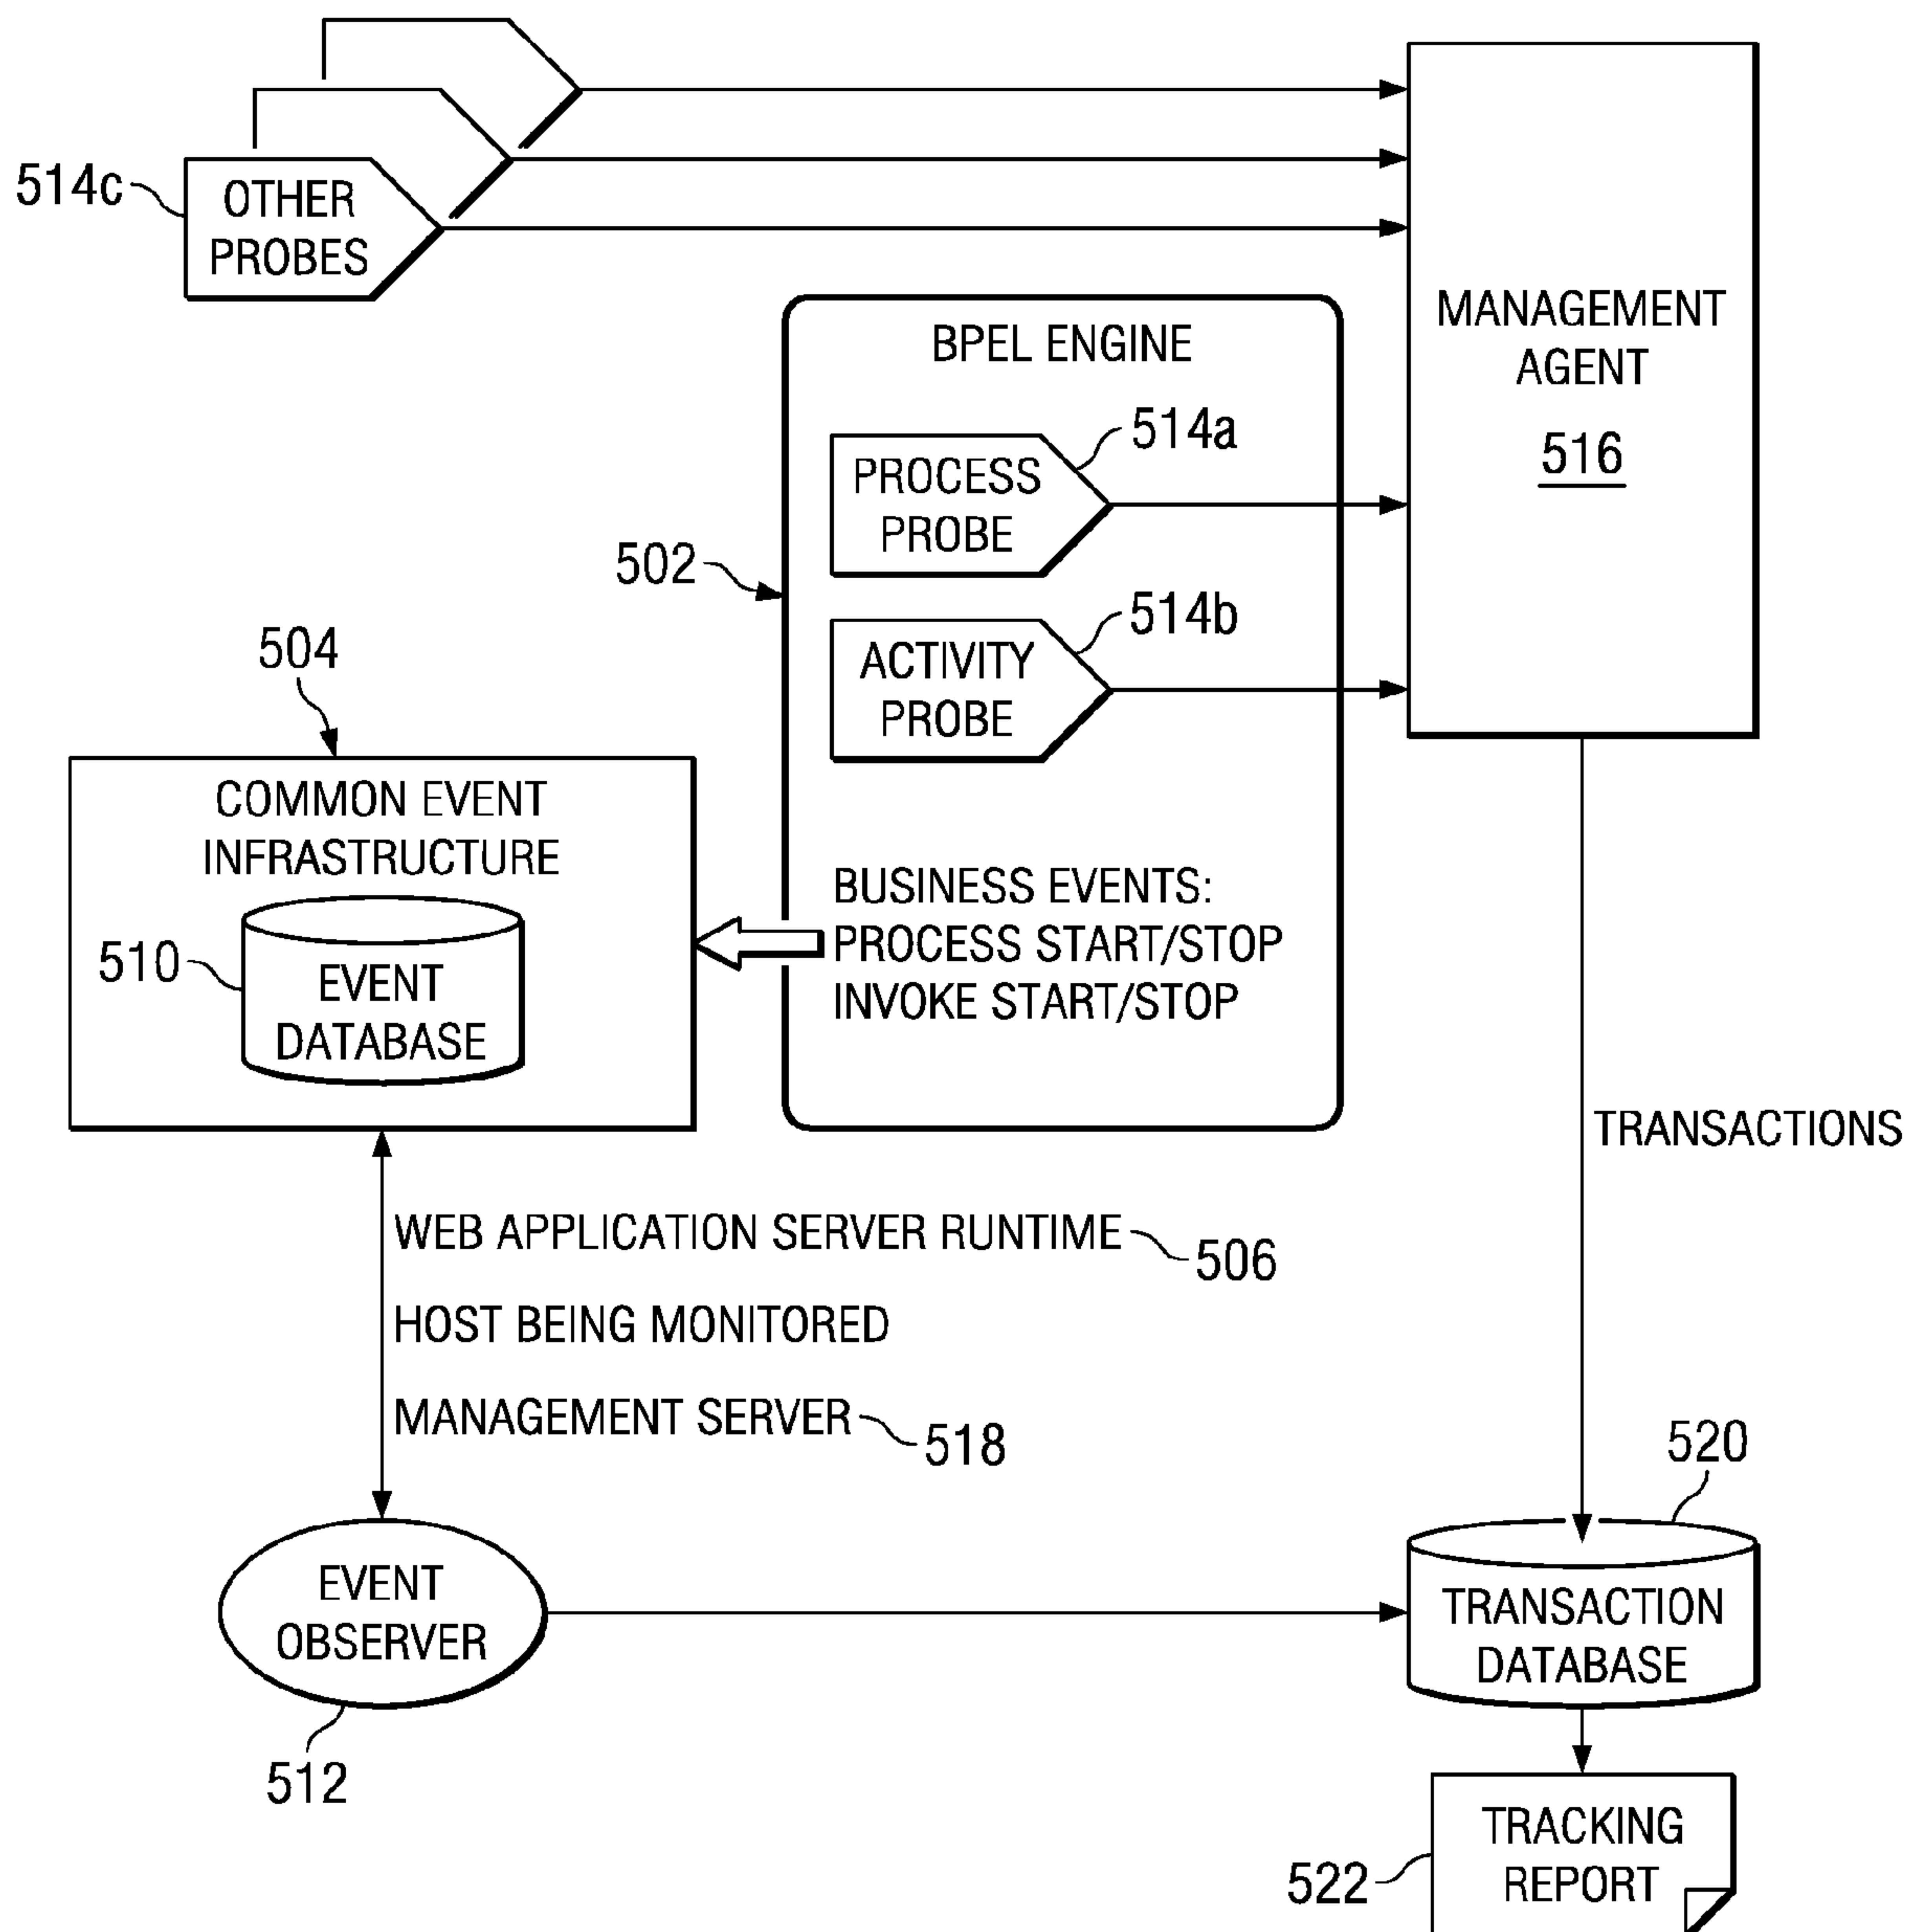 514c
OTHER
PROBES
MANAGEMENT
AGENT
516
BPEL ENGINE
514a
PROCESS
PROBE
502
514b
ACTIVITY
PROBE
504
COMMON EVENT
INFRASTRUCTURE
510
EVENT
DATABASE
BUSINESS EVENTS:
PROCESS START/STOP
INVOKE START/STOP
TRANSACTIONS
WEB APPLICATION SERVER RUNTIME
506
HOST BEING MONITORED
MANAGEMENT SERVER
518
520
EVENT
OBSERVER
512
TRANSACTION
DATABASE
TRACKING
REPORT
522